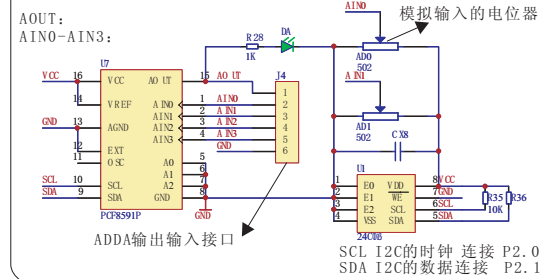 AOUT:
AIN0-AIN3:
AIN0
模拟输入的电位器
R28
1K
DA
AD0
502
U7
VCC
16
VCC
AOUT
15
AOUT
J4
14
VREF
AIN0
1
AIN0
1
2
GND
13
AGND
AIN1
2
AIN1
3
AIN2
3
AIN2
4
AIN3
4
AIN3
5
12
EXT
GND
6
11
OSC
A0
5
A1
6
SCL
10
SCL
A2
7
SDA
9
SDA
GND
8
PCF8591P
GND
AIN1
AD1
502
CX8
U1
1
E0
VDD
8
VCC
2
E1
WE
7
GND
3
E2
SCL
6
SCL
4
VSS
SDA
5
SDA
R35
R36
10K
ADDA输出输入接口
SCL I2C的时钟 连接 P2.0
SDA I2C的数据连接 P2.1